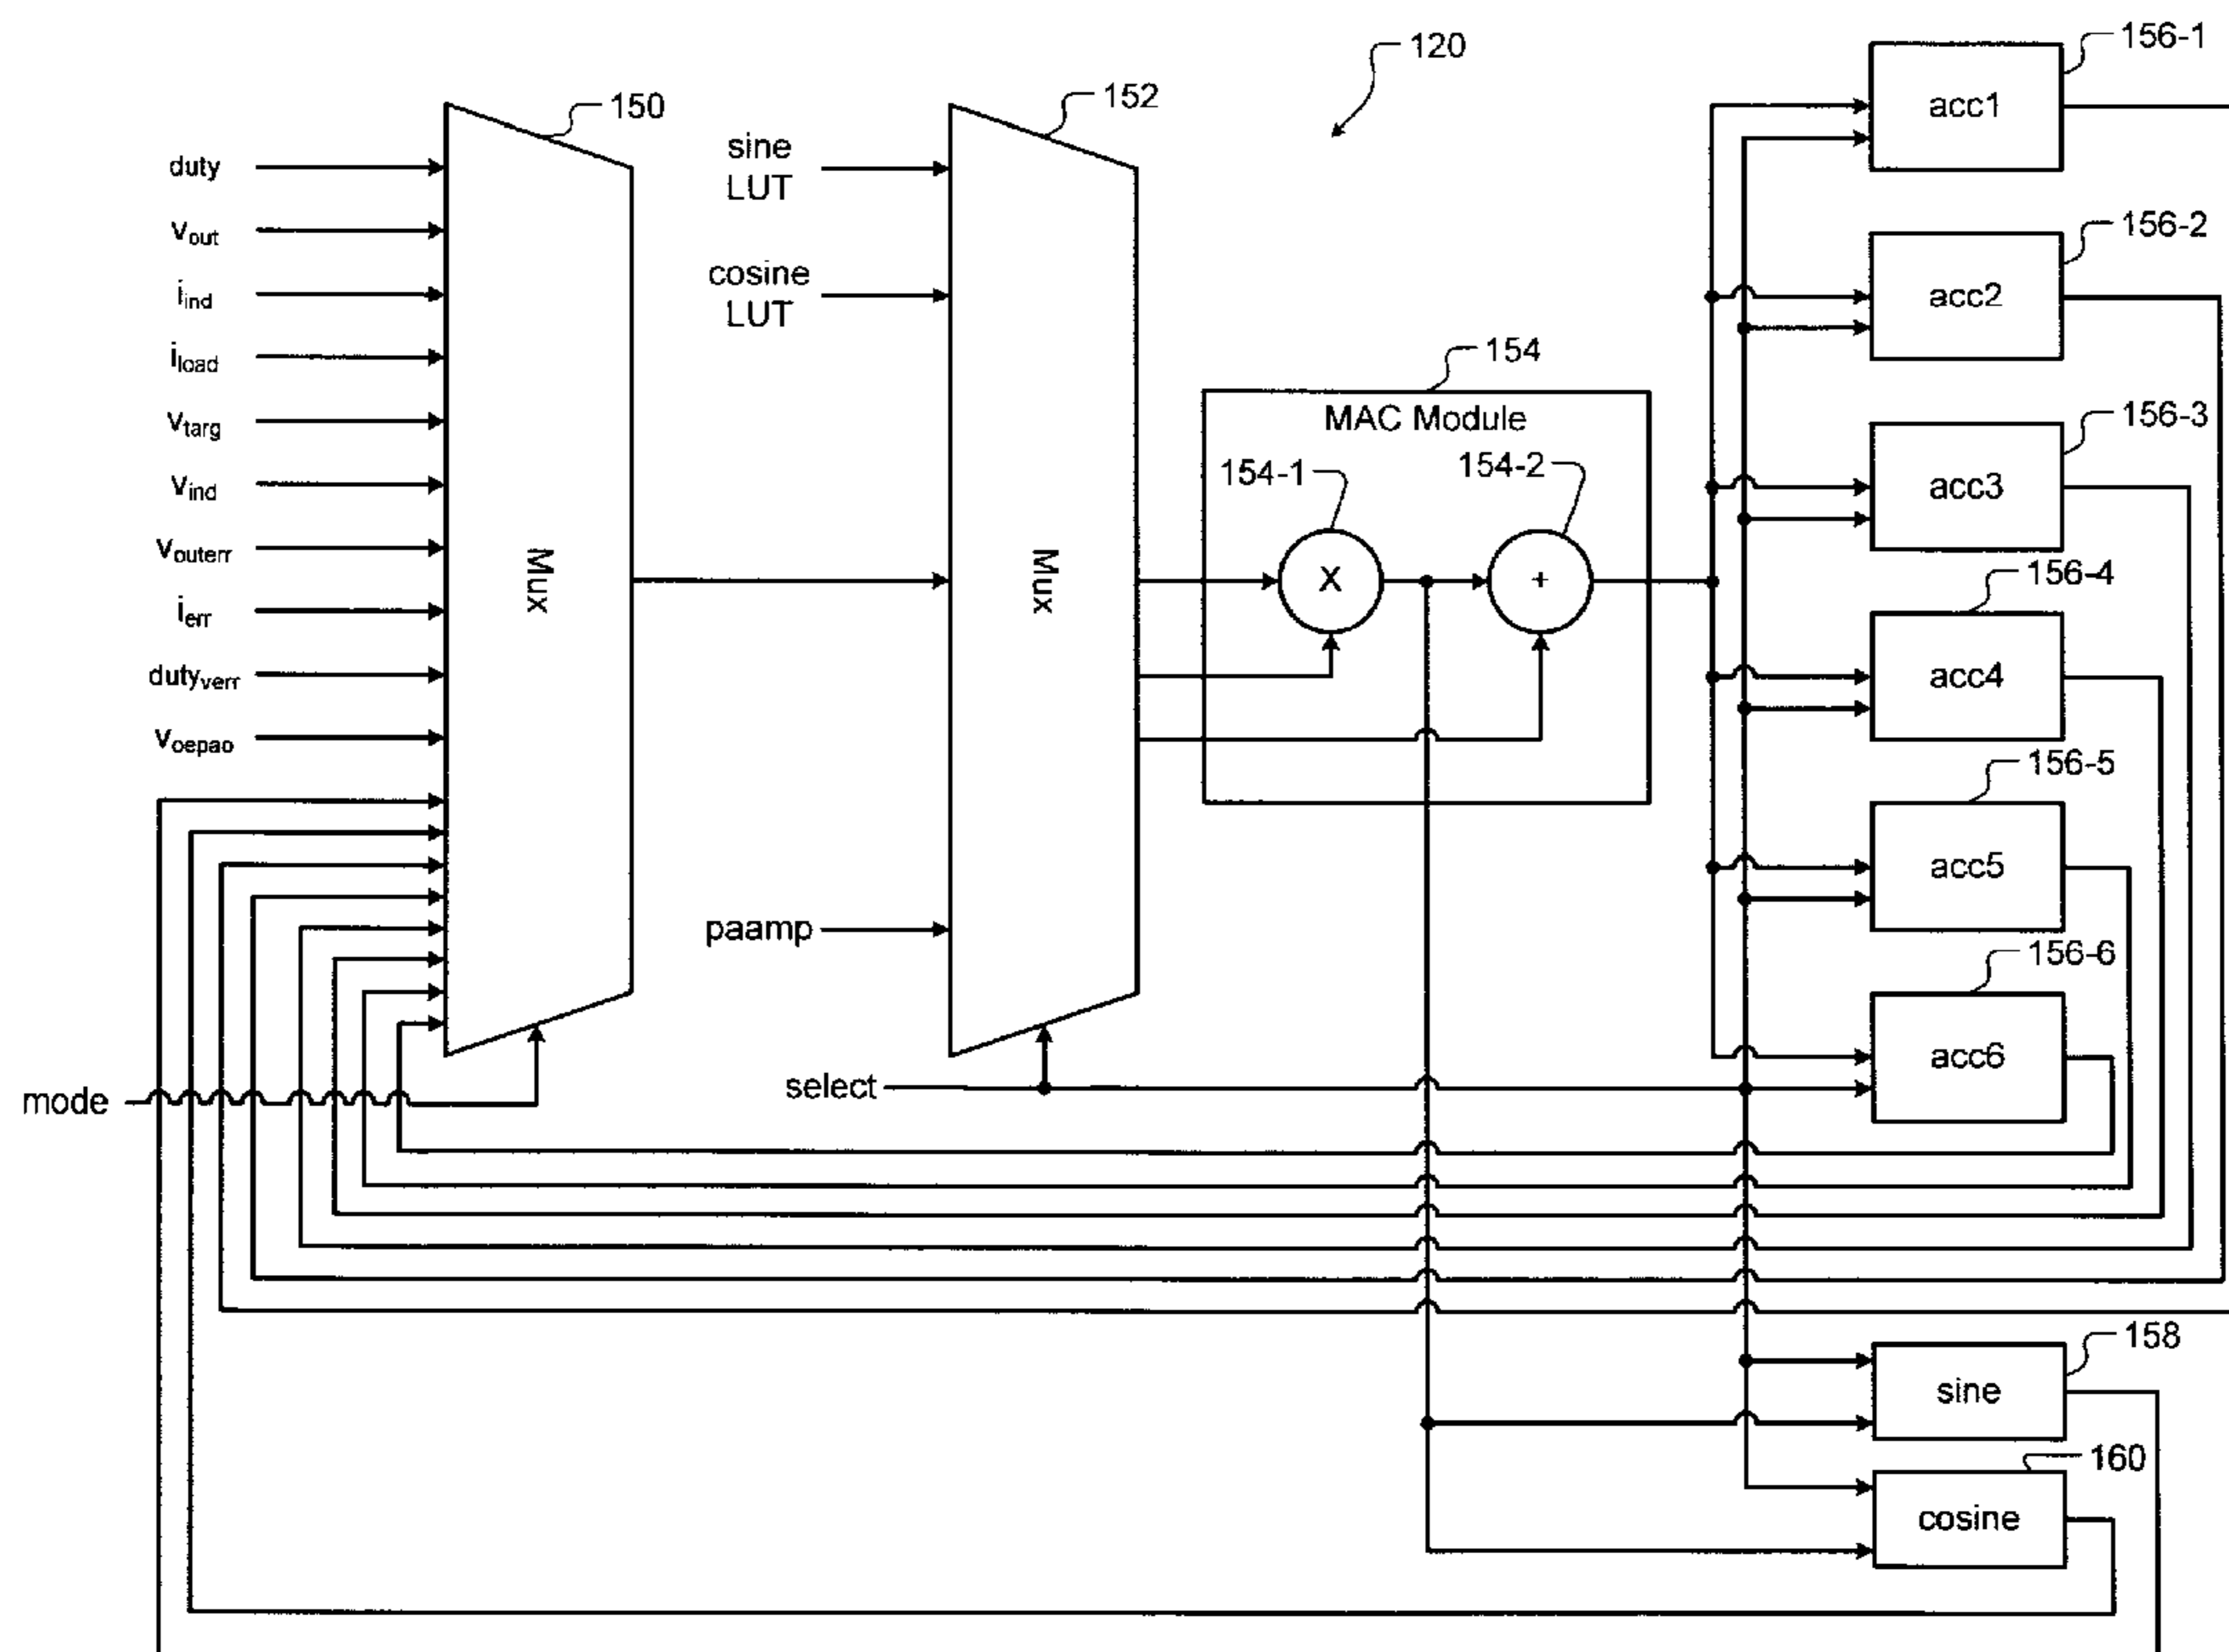 120
150
152
156-1
acc1
duty
sine
LUT
vout
156-2
iind
cosine
LUT
acc2
iload
154
vtarg
MAC Module
156-3
vind
154-1
154-2
acc3
vouterr
Mux
Mux
X
+
156-4
ierr
dutyverr
acc4
voepao
156-5
acc5
paamp
156-6
acc6
mode
select
158
sine
160
cosine